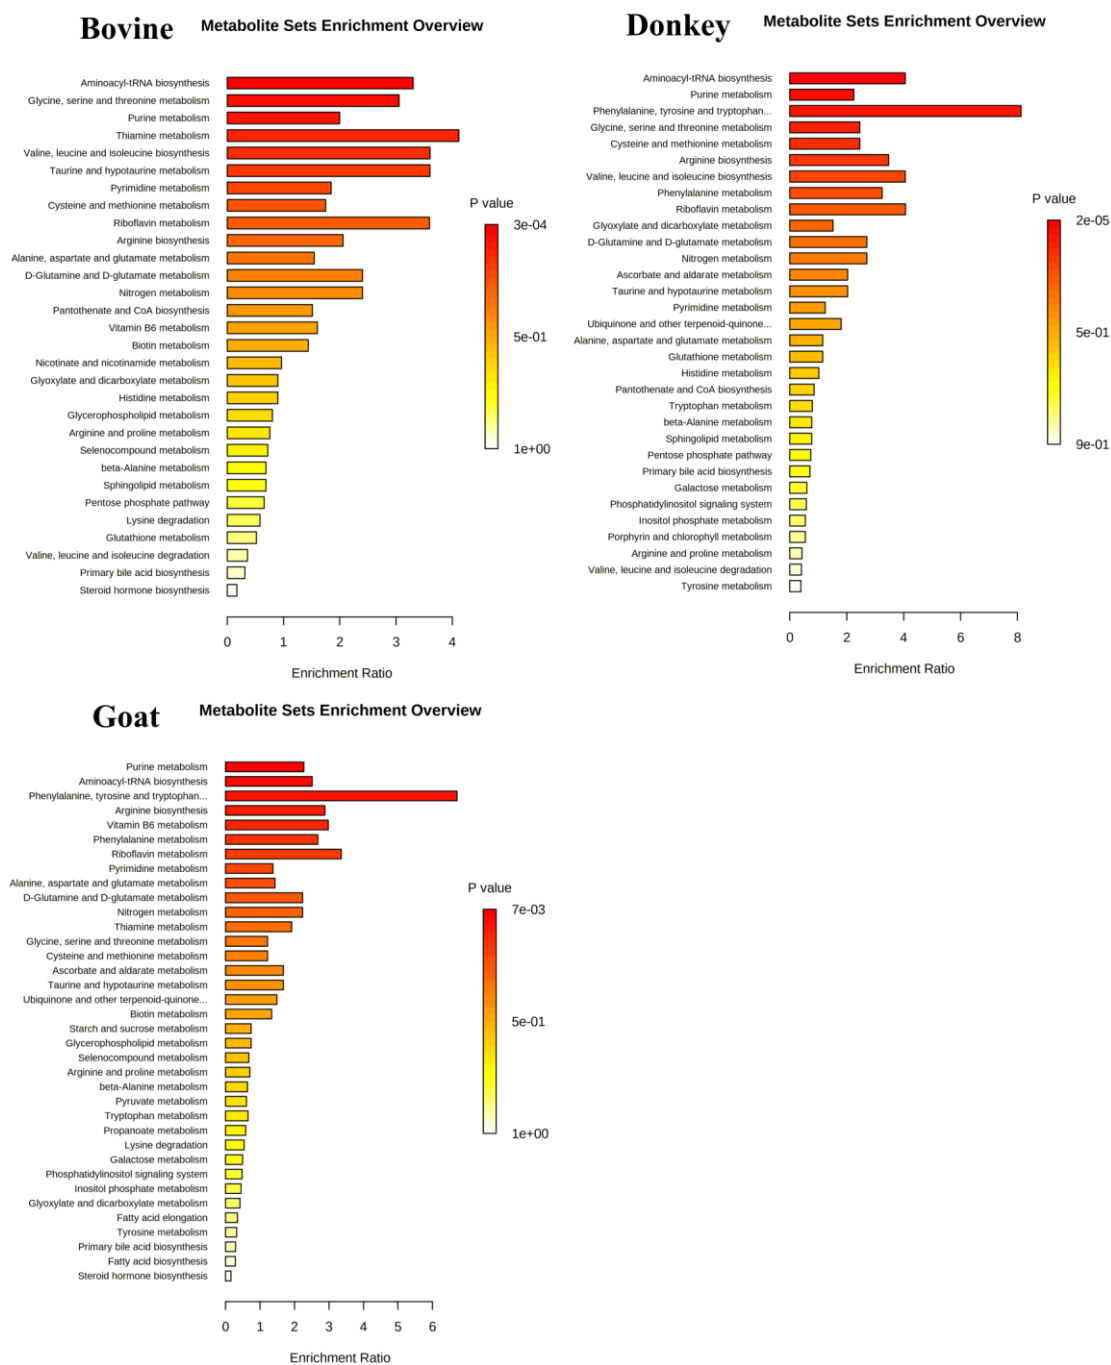 Bovine Metabolite Sets Enrichment Overview
Aminoacyl-tRNA biosynthesis
Glycine, serine and threonine metabolism
Purine metabolism
Thiamine metabolism
Valine, leucine and isoleucine biosynthesis
Taurine and hypotaurine metabolism
Pyrimidine metabolism
Cysteine and methionine metabolism
Riboflavin metabolism
Arginine biosynthesis
Alanine, aspartate and glutamate metabolism
D-Glutamine and D-glutamate metabolism
Nitrogen metabolism
Pantothenate and CoA biosynthesis
Vitamin B6 metabolism
Biotin metabolism
Nicotinate and nicotinamide metabolism
Glyoxylate and dicarboxylate metabolism
Histidine metabolism
Glycerophospholipid metabolism
Arginine and proline metabolism
Selenocompound metabolism
beta-Alanine metabolism
Sphingolipid metabolism
Pentose phosphate pathway
Lysine degradation
Glutathione metabolism
Valine, leucine and isoleucine degradation
Primary bile acid biosynthesis
Steroid hormone biosynthesis
0 1 2 3 4
Enrichment Ratio
P value
3e-04
5e-01
1e+00
Donkey Metabolite Sets Enrichment Overview
Aminoacyl-tRNA biosynthesis
Purine metabolism
Phenylalanine, tyrosine and tryptophan...
Glycine, serine and threonine metabolism
Cysteine and methionine metabolism
Arginine biosynthesis
Valine, leucine and isoleucine biosynthesis
Phenylalanine metabolism
Riboflavin metabolism
Glyoxylate and dicarboxylate metabolism
D-Glutamine and D-glutamate metabolism
Nitrogen metabolism
Ascorbate and aldarate metabolism
Taurine and hypotaurine metabolism
Pyrimidine metabolism
Ubiquinone and other terpenoid-quinone...
Alanine, aspartate and glutamate metabolism
Glutathione metabolism
Histidine metabolism
Pantothenate and CoA biosynthesis
Tryptophan metabolism
beta-Alanine metabolism
Sphingolipid metabolism
Pentose phosphate pathway
Primary bile acid biosynthesis
Galactose metabolism
Phosphatidylinositol signaling system
Inositol phosphate metabolism
Porphyrin and chlorophyll metabolism
Arginine and proline metabolism
Valine, leucine and isoleucine degradation
Tyrosine metabolism
0 2 4 6 8
Enrichment Ratio
P value
2e-05
5e-01
9e-01
Goat Metabolite Sets Enrichment Overview
Purine metabolism
Aminoacyl-tRNA biosynthesis
Phenylalanine, tyrosine and tryptophan...
Arginine biosynthesis
Vitamin B6 metabolism
Phenylalanine metabolism
Riboflavin metabolism
Pyrimidine metabolism
Alanine, aspartate and glutamate metabolism
D-Glutamine and D-glutamate metabolism
Nitrogen metabolism
Thiamine metabolism
Glycine, serine and threonine metabolism
Cysteine and methionine metabolism
Ascorbate and aldarate metabolism
Taurine and hypotaurine metabolism
Ubiquinone and other terpenoid-quinone...
Biotin metabolism
Starch and sucrose metabolism
Glycerophospholipid metabolism
Selenocompound metabolism
Arginine and proline metabolism
beta-Alanine metabolism
Pyruvate metabolism
Tryptophan metabolism
Propanoate metabolism
Lysine degradation
Galactose metabolism
Phosphatidylinositol signaling system
Inositol phosphate metabolism
Glyoxylate and dicarboxylate metabolism
Fatty acid elongation
Tyrosine metabolism
Primary bile acid biosynthesis
Fatty acid biosynthesis
Steroid hormone biosynthesis
0 1 2 3 4 5 6
Enrichment Ratio
P value
7e-03
5e-01
1e+00